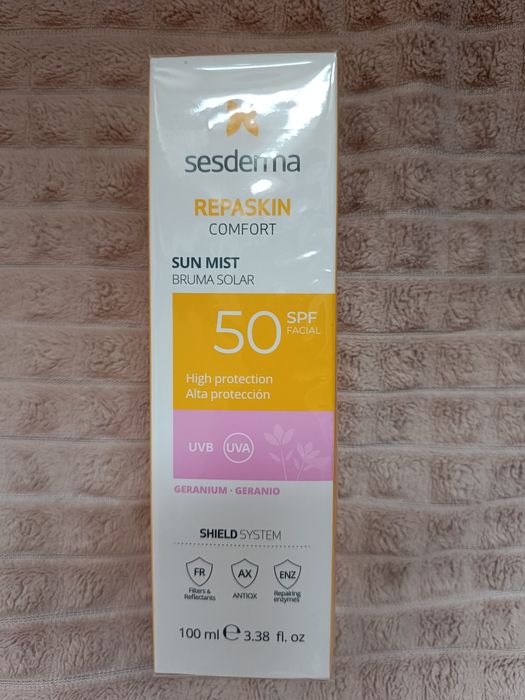 sesderma
REPASKIN
COMFORT
SUN MIST
BRUMA SOLAR
50 SPF
FACIAL
High protection
Alta protección
UVB UVA
GERANIUM · GERANIO
SHIELD SYSTEM
FR AX ENZ
Filters &
Reflectants
ANTIOX
Repairing
enzymes
100 ml ℮ 3.38 fl. oz